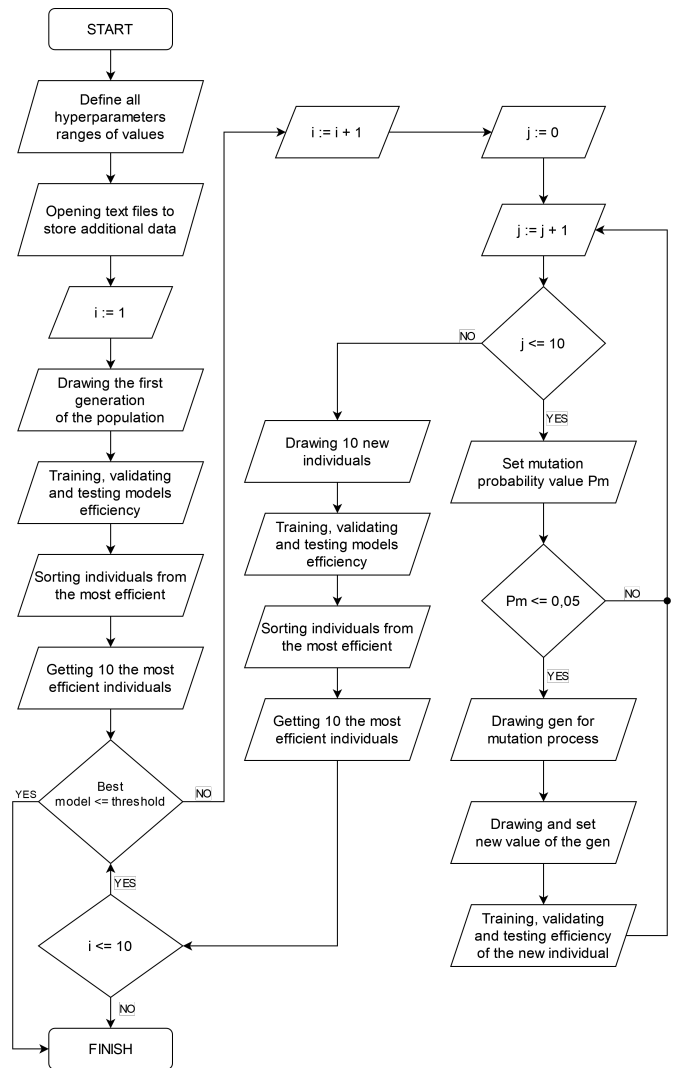 START
Define all
hyperparameters
ranges of values
Opening text files to
store additional data
i := 1
Drawing the first
generation
of the population
Training, validating
and testing models
efficiency
Sorting individuals from
the most efficient
Getting 10 the most
efficient individuals
Best
model <= threshold
YES
NO
YES
i <= 10
NO
FINISH
i := i + 1
j := 0
j := j + 1
j <= 10
NO
YES
Drawing 10 new
individuals
Training, validating
and testing models
efficiency
Sorting individuals from
the most efficient
Getting 10 the most
efficient individuals
Set mutation
probability value Pm
Pm <= 0,05
NO
YES
Drawing gen for
mutation process
Drawing and set
new value of the gen
Training, validating
and testing efficiency
of the new individual